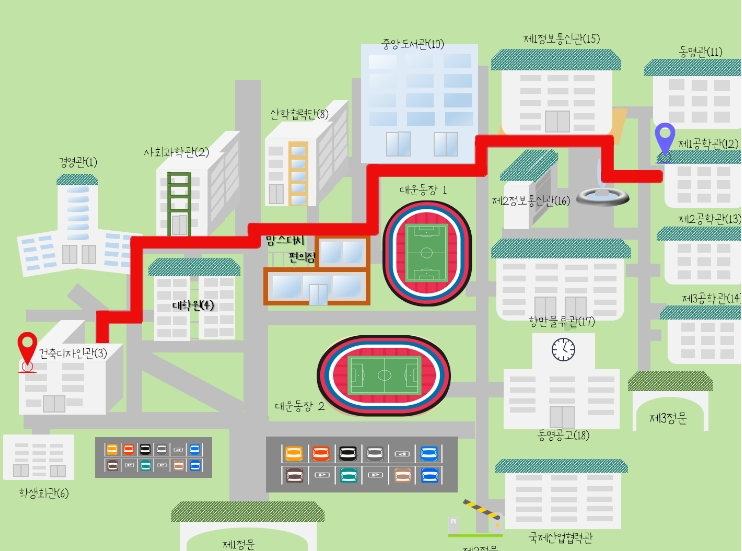 중앙도서관(10)
제1정보통신관(15)
동명관(11)
산학협력단(8)
제1공학관(12)
경영관(1)
사회과학관(2)
대운동장 1
제2정보통신관(16)
제2공학관(13)
맘스터치
편의점
대학원(4)
제3공학관(14)
항만물류관(17)
건축디자인관(3)
대운동장 2
제3정문
동명공고(18)
학생회관(6)
국제산업협력관
제1정문
제2정문